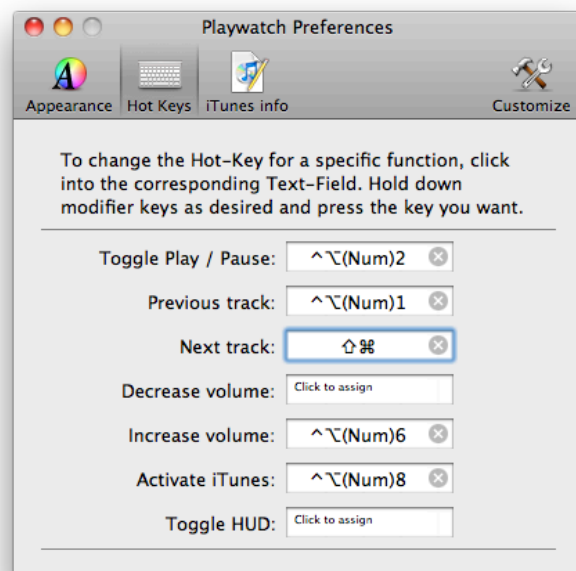 Playwatch Preferences
Appearance Hot Keys iTunes info Customize
To change the Hot-Key for a specific function, click
into the corresponding Text-Field. Hold down
modifier keys as desired and press the key you want.
Toggle Play / Pause: ^⌥(Num)2
Previous track: ^⌥(Num)1
Next track: ⇧⌘
Decrease volume: Click to assign
Increase volume: ^⌥(Num)6
Activate iTunes: ^⌥(Num)8
Toggle HUD: Click to assign